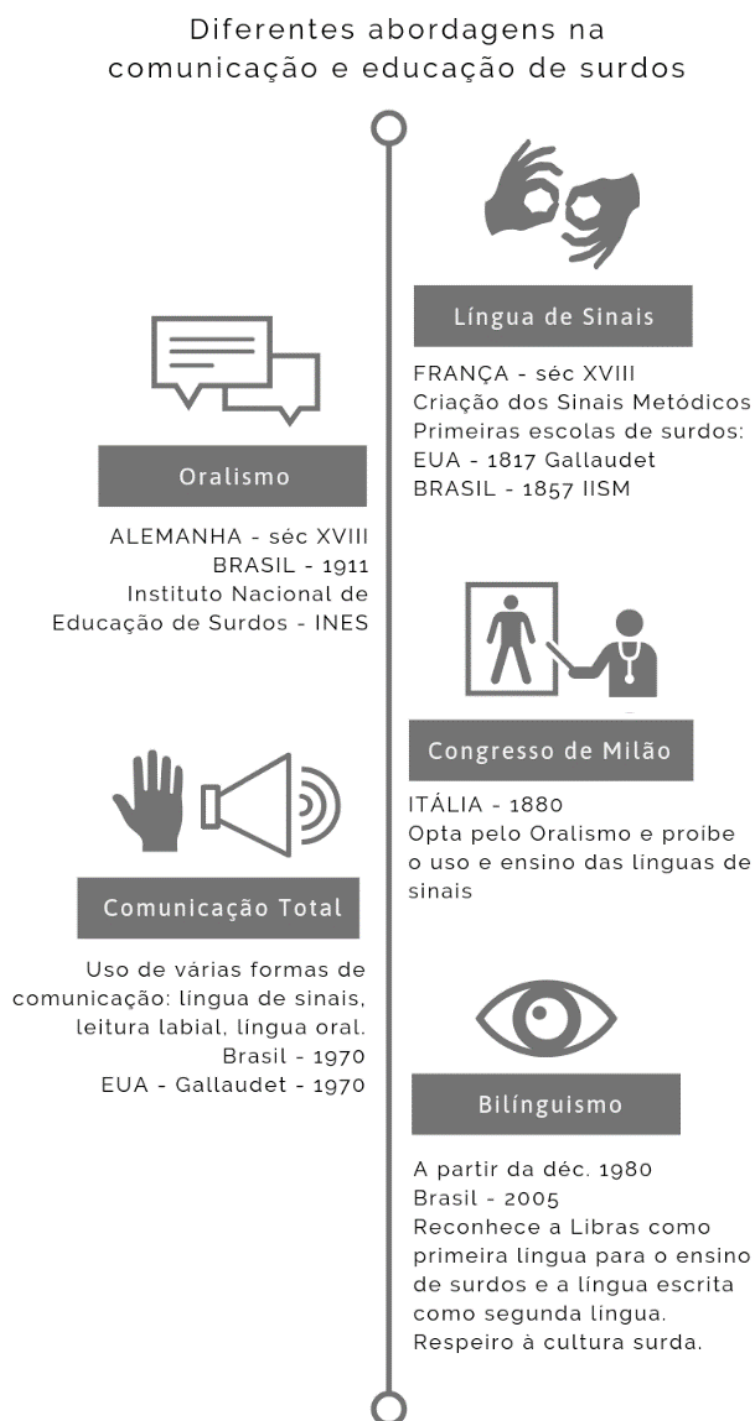 Diferentes abordagens na
comunicação e educação de surdos
Língua de Sinais
FRANÇA - séc XVIII
Criação dos Sinais Metódicos
Primeiras escolas de surdos:
EUA - 1817 Gallaudet
BRASIL - 1857 IISM
Oralismo
ALEMANHA - séc XVIII
BRASIL - 1911
Instituto Nacional de
Educação de Surdos - INES
Congresso de Milão
ITÁLIA - 1880
Opta pelo Oralismo e proibe
o uso e ensino das línguas de
sinais
Comunicação Total
Uso de várias formas de
comunicação: língua de sinais,
leitura labial, língua oral.
Brasil - 1970
EUA - Gallaudet - 1970
Bilínguismo
A partir da déc. 1980
Brasil - 2005
Reconhece a Libras como
primeira língua para o ensino
de surdos e a língua escrita
como segunda língua.
Respeiro à cultura surda.